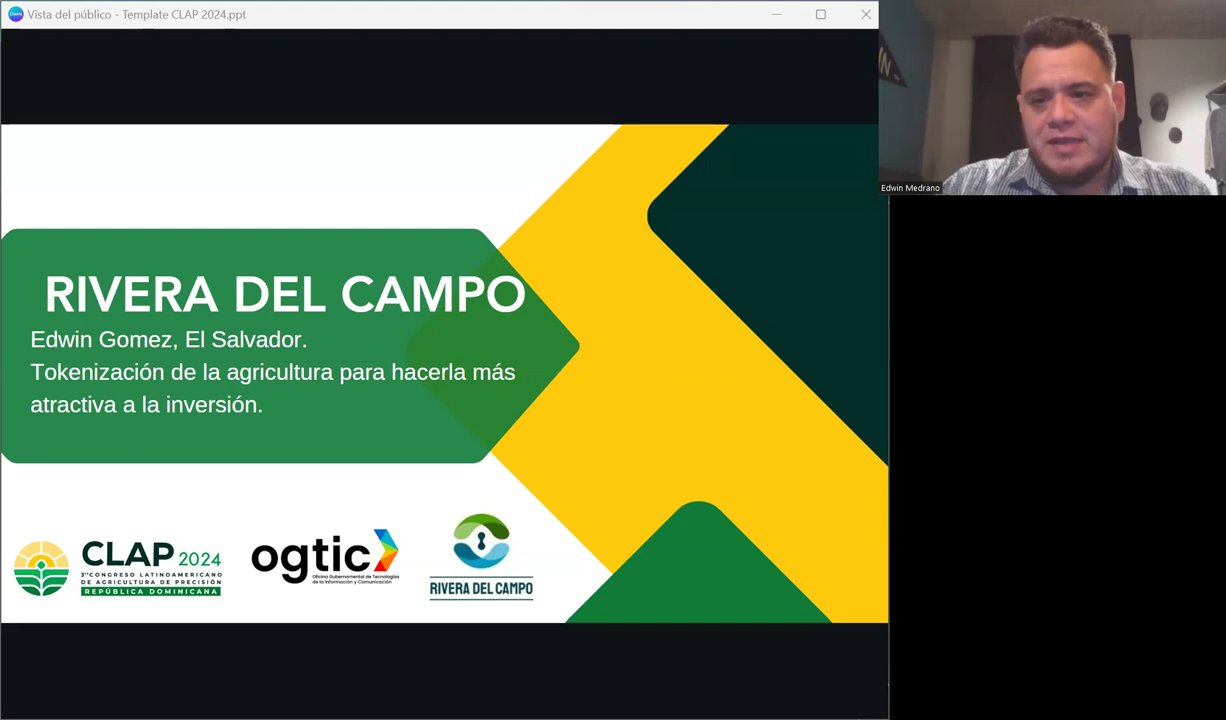 Vista del público - Template CLAP 2024.ppt
Edwin Medrano
RIVERA DEL CAMPO
Edwin Gomez, El Salvador.
Tokenización de la agricultura para hacerla más
atractiva a la inversión.
CLAP 2024
3er CONGRESO LATINOAMERICANO
DE AGRICULTURA DE PRECISIÓN
REPÚBLICA DOMINICANA
ogtic
Oficina Gubernamental de Tecnologías
de la Información y Comunicación
RIVERA DEL CAMPO